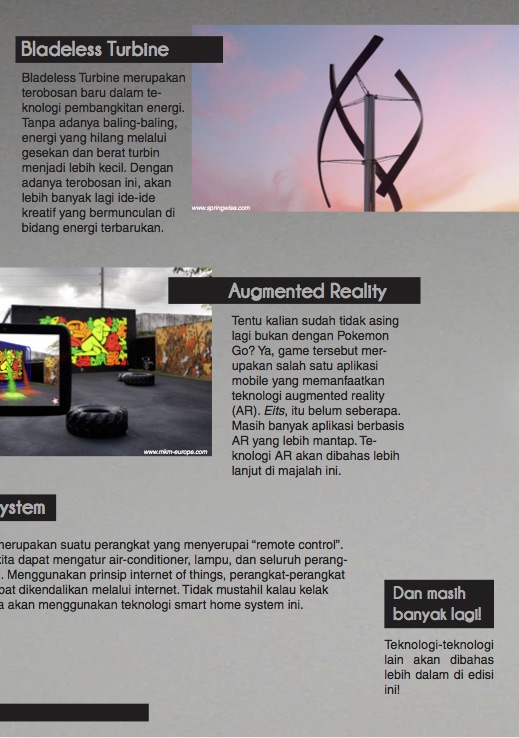 Bladeless Turbine
Bladeless Turbine merupakan
terobosan baru dalam te-
knologi pembangkitan energi.
Tanpa adanya baling-baling,
energi yang hilang melalui
gesekan dan berat turbin
menjadi lebih kecil. Dengan
adanya terobosan ini, akan
lebih banyak lagi ide-ide
kreatif yang bermunculan di
bidang energi terbarukan.
www.springwise.com
Augmented Reality
Tentu kalian sudah tidak asing
lagi bukan dengan Pokemon
Go? Ya, game tersebut mer-
upakan salah satu aplikasi
mobile yang memanfaatkan
teknologi augmented reality
(AR). Eits, itu belum seberapa.
Masih banyak aplikasi berbasis
AR yang lebih mantap. Te-
knologi AR akan dibahas lebih
lanjut di majalah ini.
www.mkm-europe.com
ystem
nerupakan suatu perangkat yang menyerupai “remote control”.
kita dapat mengatur air-conditioner, lampu, dan seluruh perang-
. Menggunakan prinsip internet of things, perangkat-perangkat
pat dikendalikan melalui internet. Tidak mustahil kalau kelak
a akan menggunakan teknologi smart home system ini.
Dan masih
banyak lagi!
Teknologi-teknologi
lain akan dibahas
lebih dalam di edisi
ini!